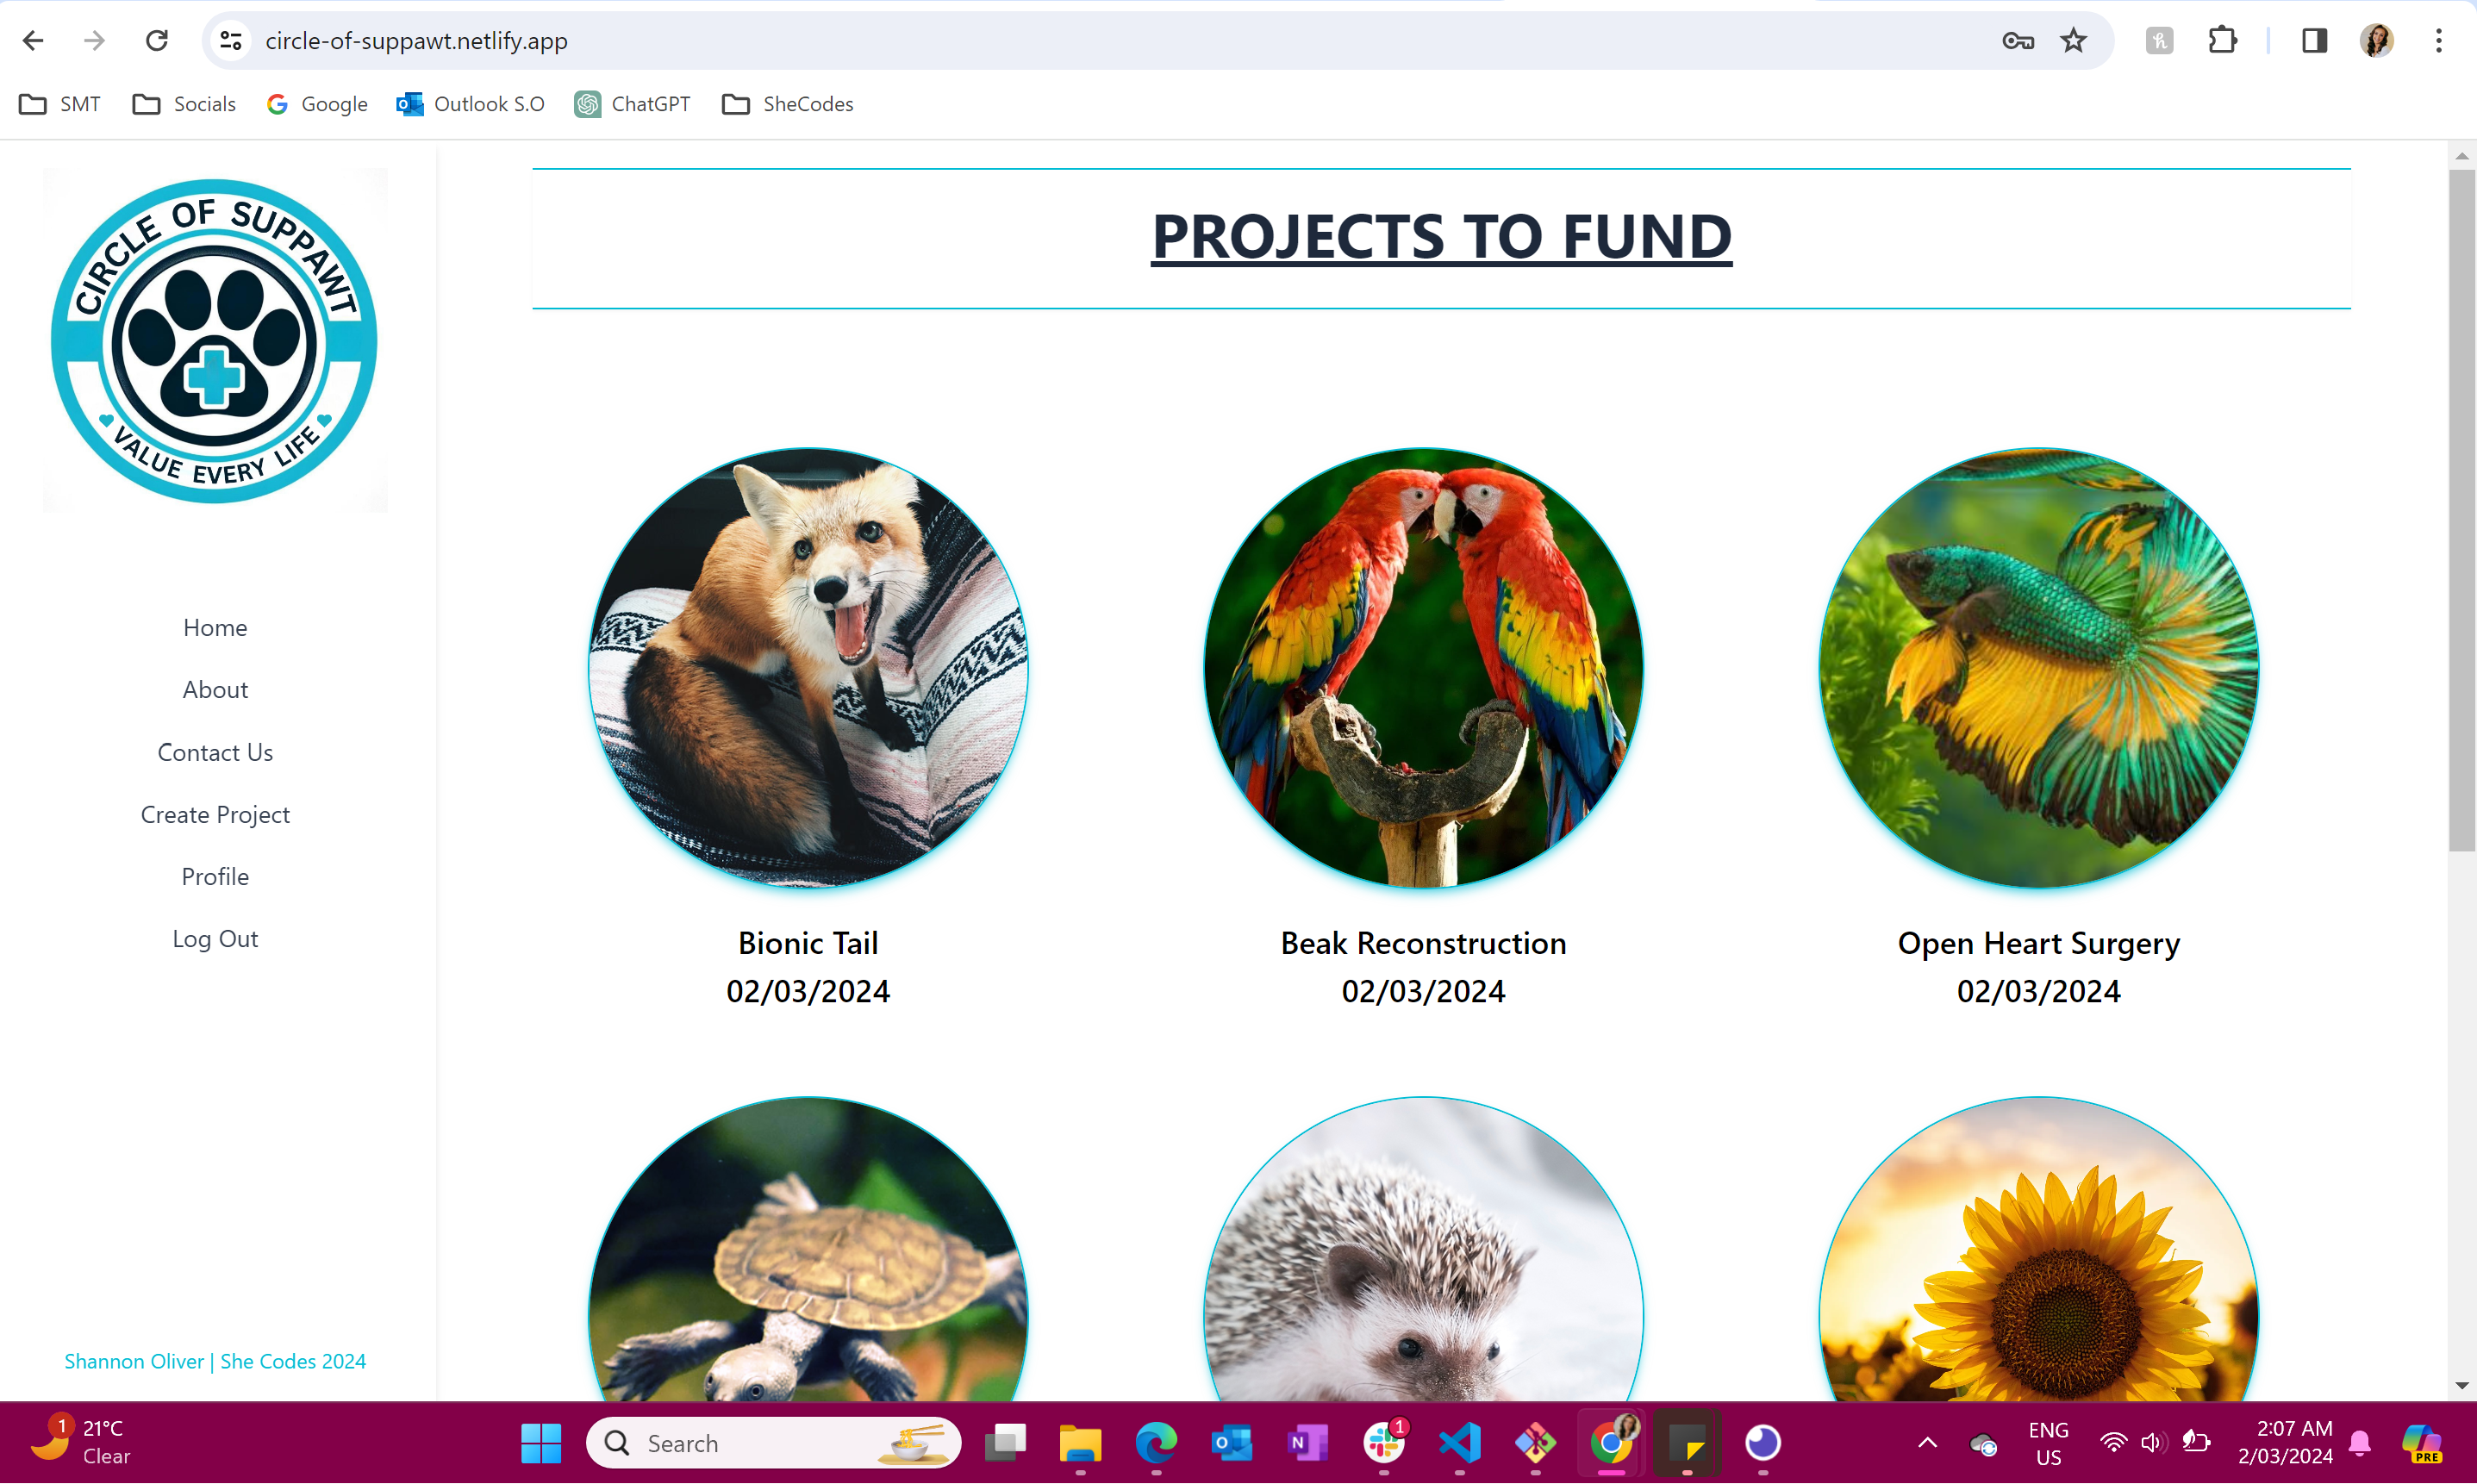 circle-of-suppawt.netlify.app
SMT
Socials
Google
Outlook S.O
ChatGPT
SheCodes
CIRCLE OF SUPPAWT
VALUE EVERY LIFE
Home
About
Contact Us
Create Project
Profile
Log Out
Shannon Oliver | She Codes 2024
PROJECTS TO FUND
Bionic Tail
02/03/2024
Beak Reconstruction
02/03/2024
Open Heart Surgery
02/03/2024
1
21°C
Clear
Search
1
ENG
US
2:07 AM
2/03/2024
PRE